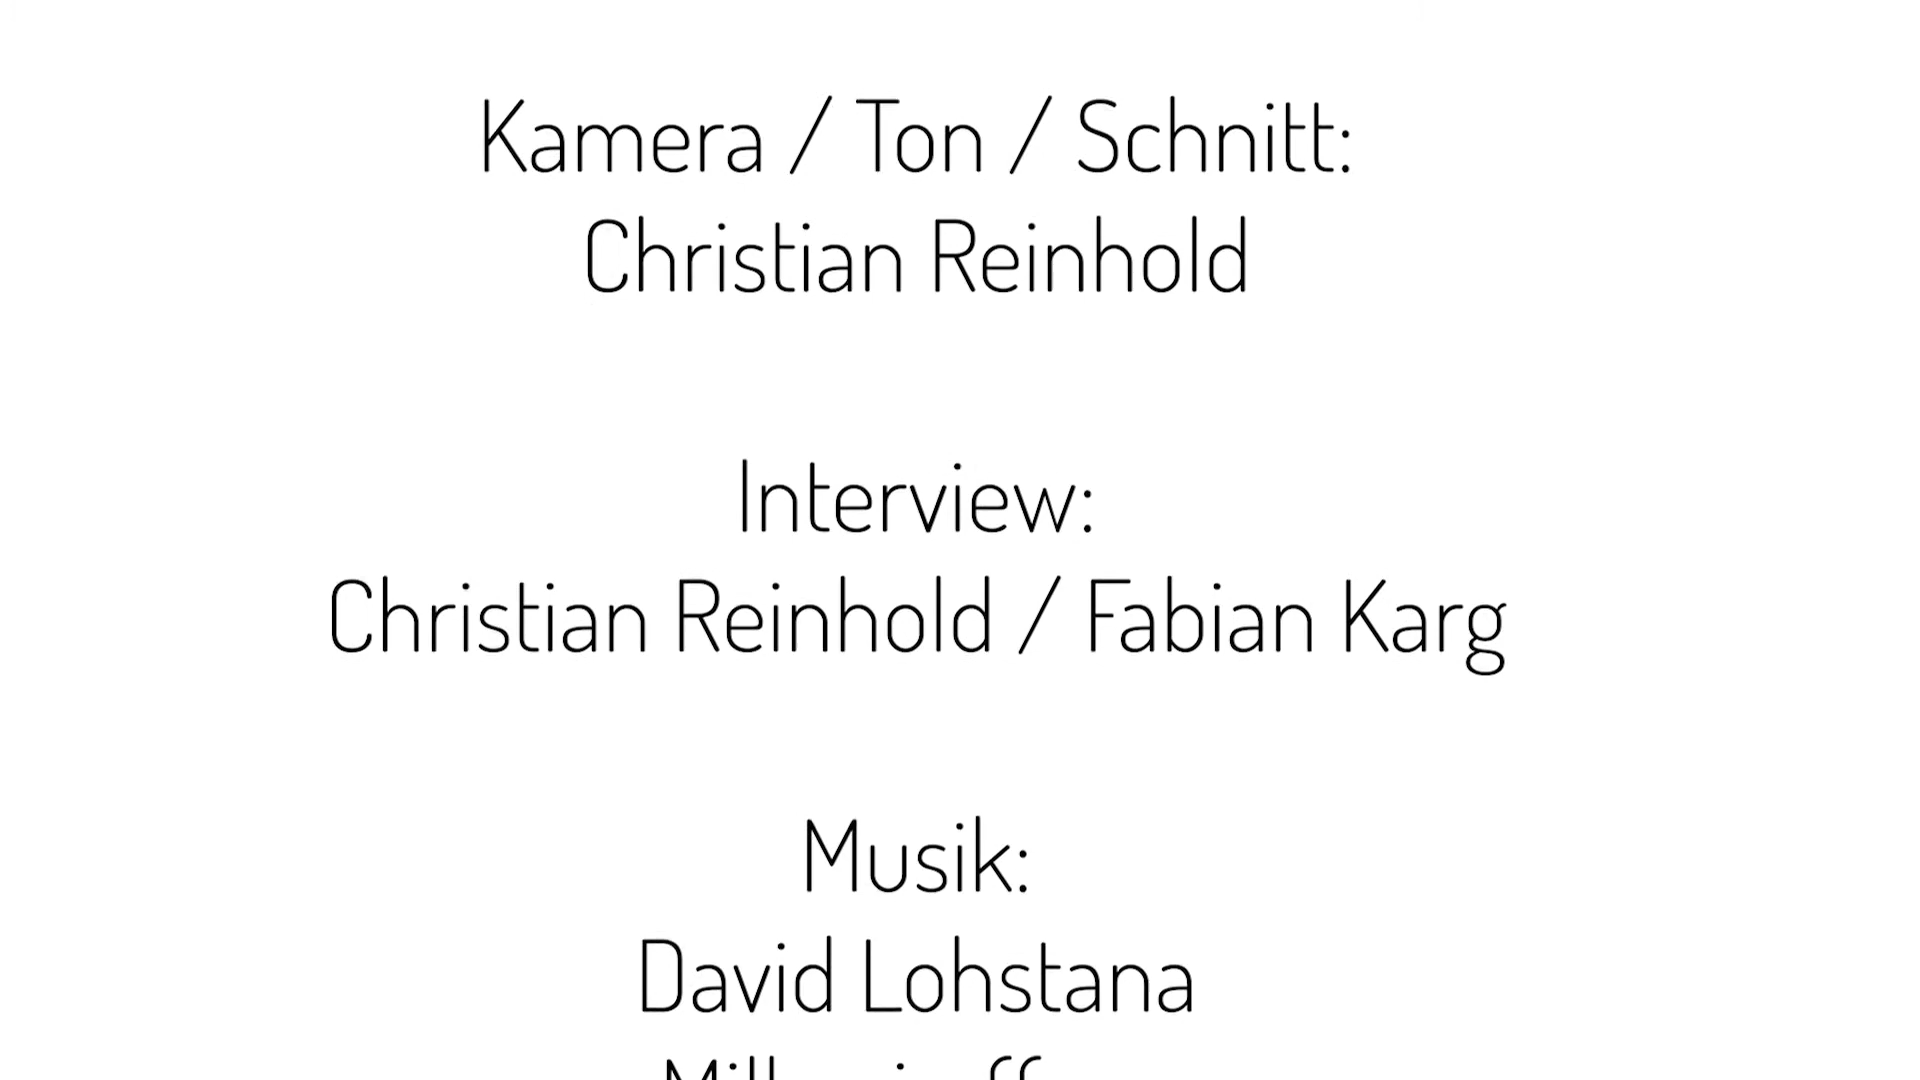 Kamera / Ton / Schnitt:
Christian Reinhold
Interview:
Christian Reinhold / Fabian Karg
Musik:
David Lohstana